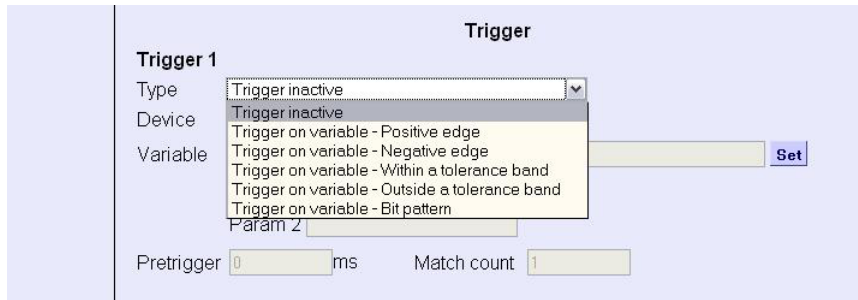 Trigger
Trigger 1
Type Trigger inactive
Device Trigger inactive
Trigger on variable - Positive edge
Variable Trigger on variable - Negative edge Set
Trigger on variable - Within a tolerance band
Trigger on variable - Outside a tolerance band
Trigger on variable - Bit pattern
Param 2
Pretrigger 0 ms Match count 1